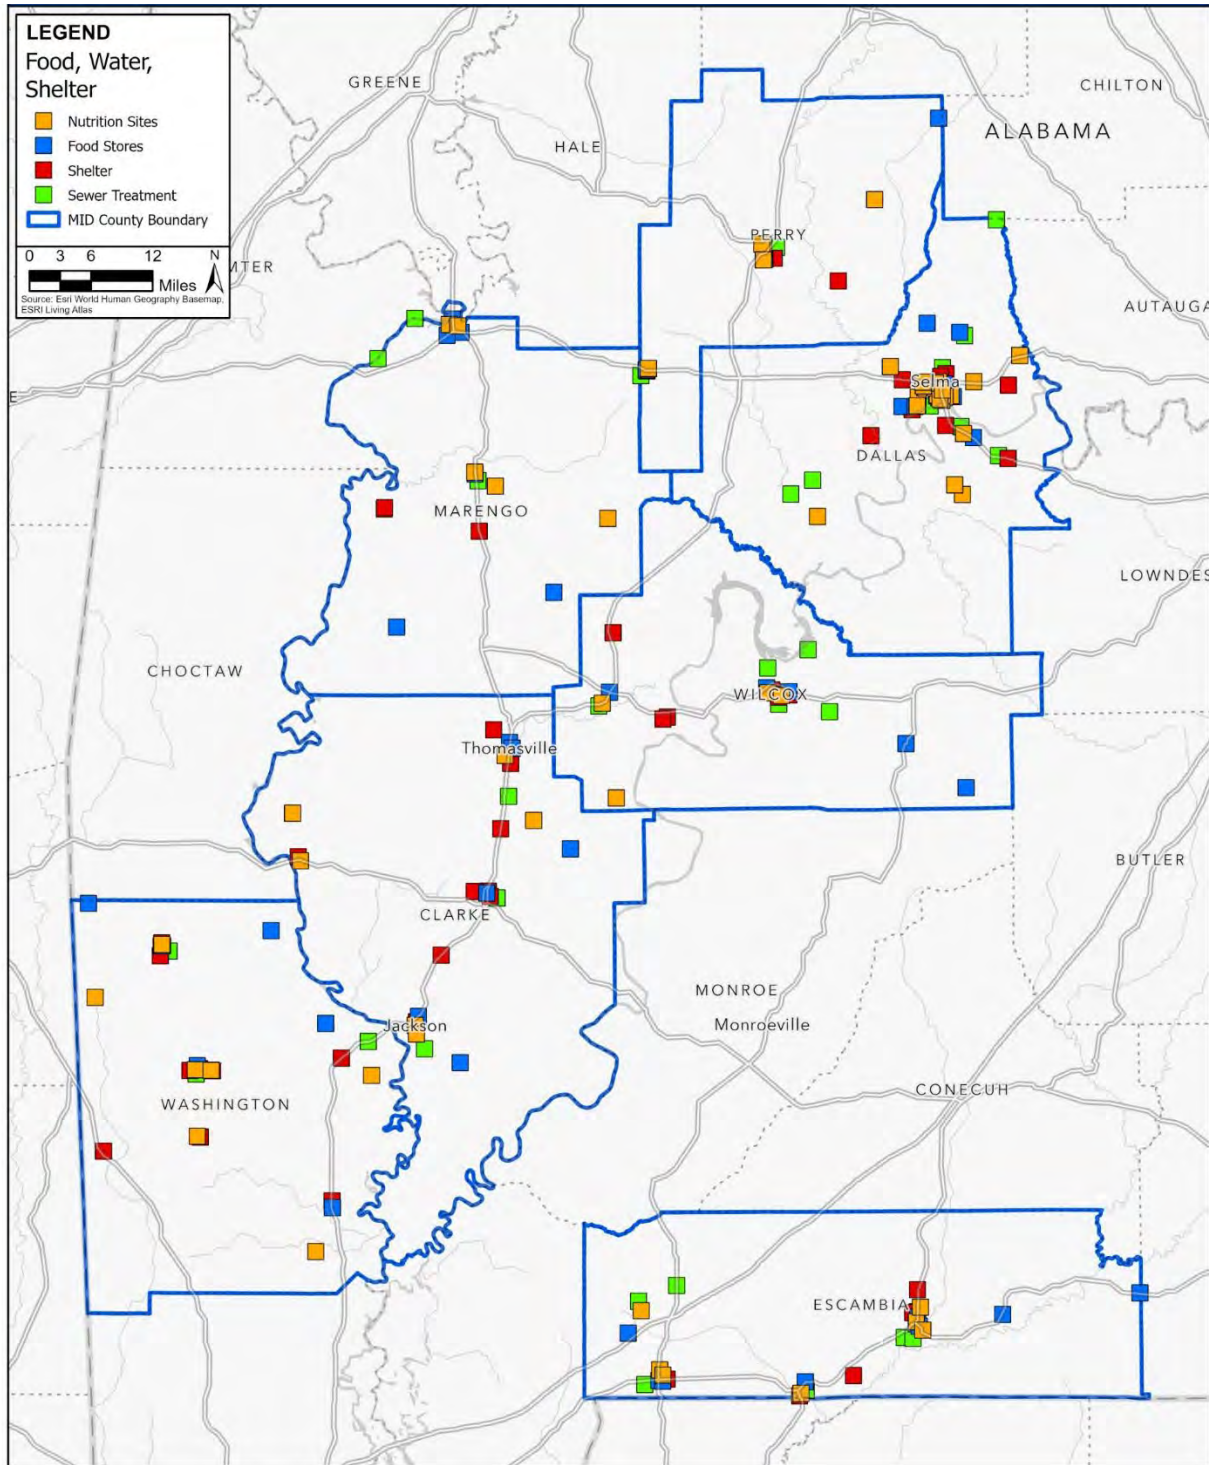 LEGEND
Food, Water,
Shelter
Nutrition Sites
Food Stores
Shelter
Sewer Treatment
MID County Boundary
0 3 6 12
Miles
N
Source: Esri World Human Geography Basemap,
ESRI Living Atlas
GREENE
CHILTON
ALABAMA
HALE
PERRY
MTER
AUTAUGA
E
Selma
DALLAS
MARENGO
LOWNDES
CHOCTAW
WILCOX
Thomasville
BUTLER
CLARKE
MONROE
Jackson
Monroeville
CONECUH
WASHINGTON
ESCAMBIA